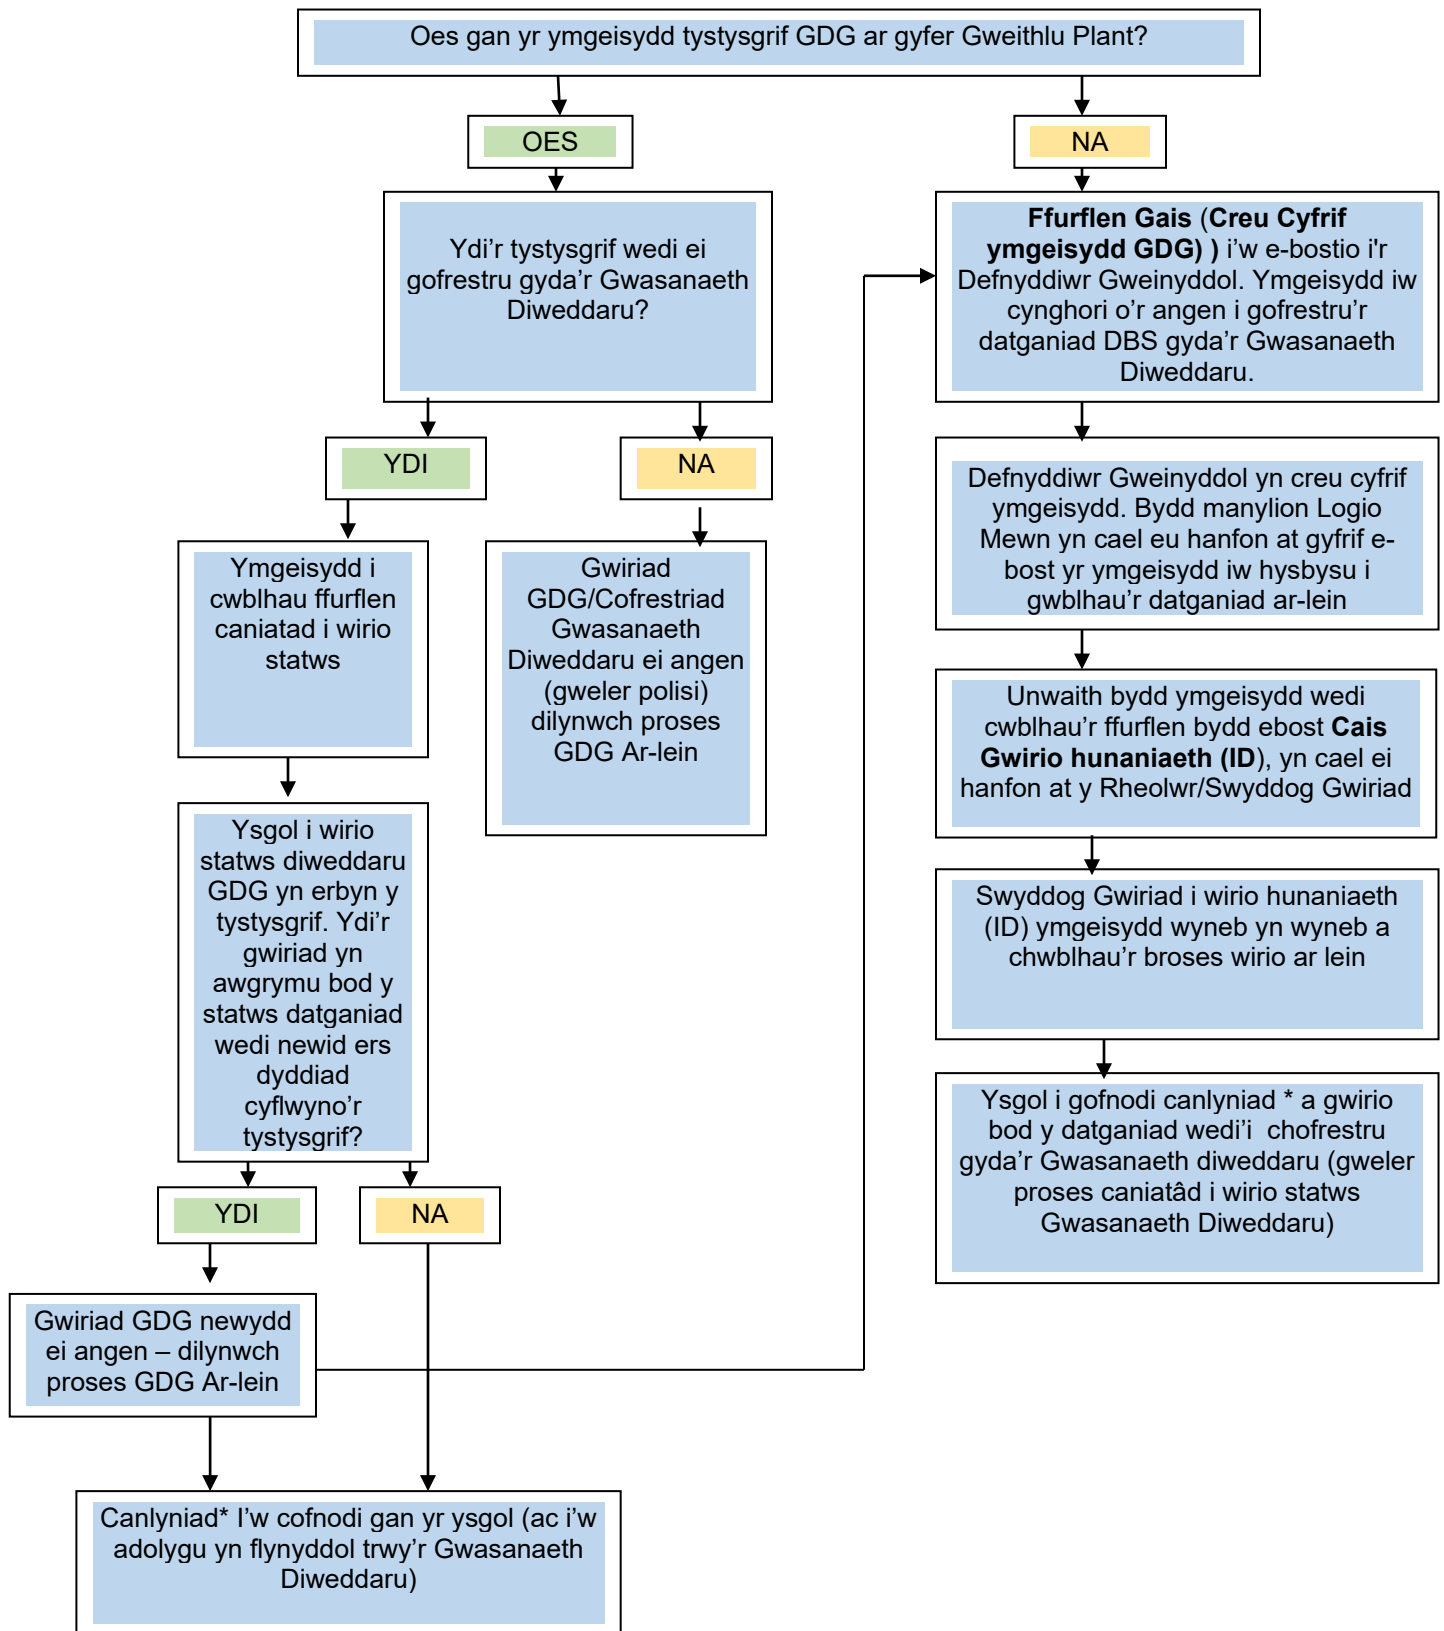 Oes gan yr ymgeisydd tystysgrif GDG ar gyfer Gweithlu Plant?
OES
NA
Ydi’r tystysgrif wedi ei
gofrestru gyda’r Gwasanaeth
Diweddaru?
YDI
NA
Ymgeisydd i
cwblhau ffurflen
caniatad i wirio
statws
Gwiriad
GDG/Cofrestriad
Gwasanaeth
Diweddaru ei angen
(gweler polisi)
dilynwch proses
GDG Ar-lein
Ysgol i wirio
statws diweddaru
GDG yn erbyn y
tystysgrif. Ydi’r
gwiriad yn
awgrymu bod y
statws datganiad
wedi newid ers
dyddiad
cyflwyno’r
tystysgrif?
YDI
NA
Gwiriad GDG newydd
ei angen – dilynwch
proses GDG Ar-lein
Canlyniad* I’w cofnodi gan yr ysgol (ac i’w
adolygu yn flynyddol trwy’r Gwasanaeth
Diweddaru)
Ffurflen Gais (Creu Cyfrif
ymgeisydd GDG) ) i’w e-bostio i'r
Defnyddiwr Gweinyddol. Ymgeisydd iw
cynghori o’r angen i gofrestru’r
datganiad DBS gyda’r Gwasanaeth
Diweddaru.
Defnyddiwr Gweinyddol yn creu cyfrif
ymgeisydd. Bydd manylion Logio
Mewn yn cael eu hanfon at gyfrif e-
bost yr ymgeisydd iw hysbysu i
gwblhau’r datganiad ar-lein
Unwaith bydd ymgeisydd wedi
cwblhau’r ffurflen bydd ebost Cais
Gwirio hunaniaeth (ID), yn cael ei
hanfon at y Rheolwr/Swyddog Gwiriad
Swyddog Gwiriad i wirio hunaniaeth
(ID) ymgeisydd wyneb yn wyneb a
chwblhau’r broses wirio ar lein
Ysgol i gofnodi canlyniad * a gwirio
bod y datganiad wedi’i chofrestru
gyda’r Gwasanaeth diweddaru (gweler
proses caniatâd i wirio statws
Gwasanaeth Diweddaru)